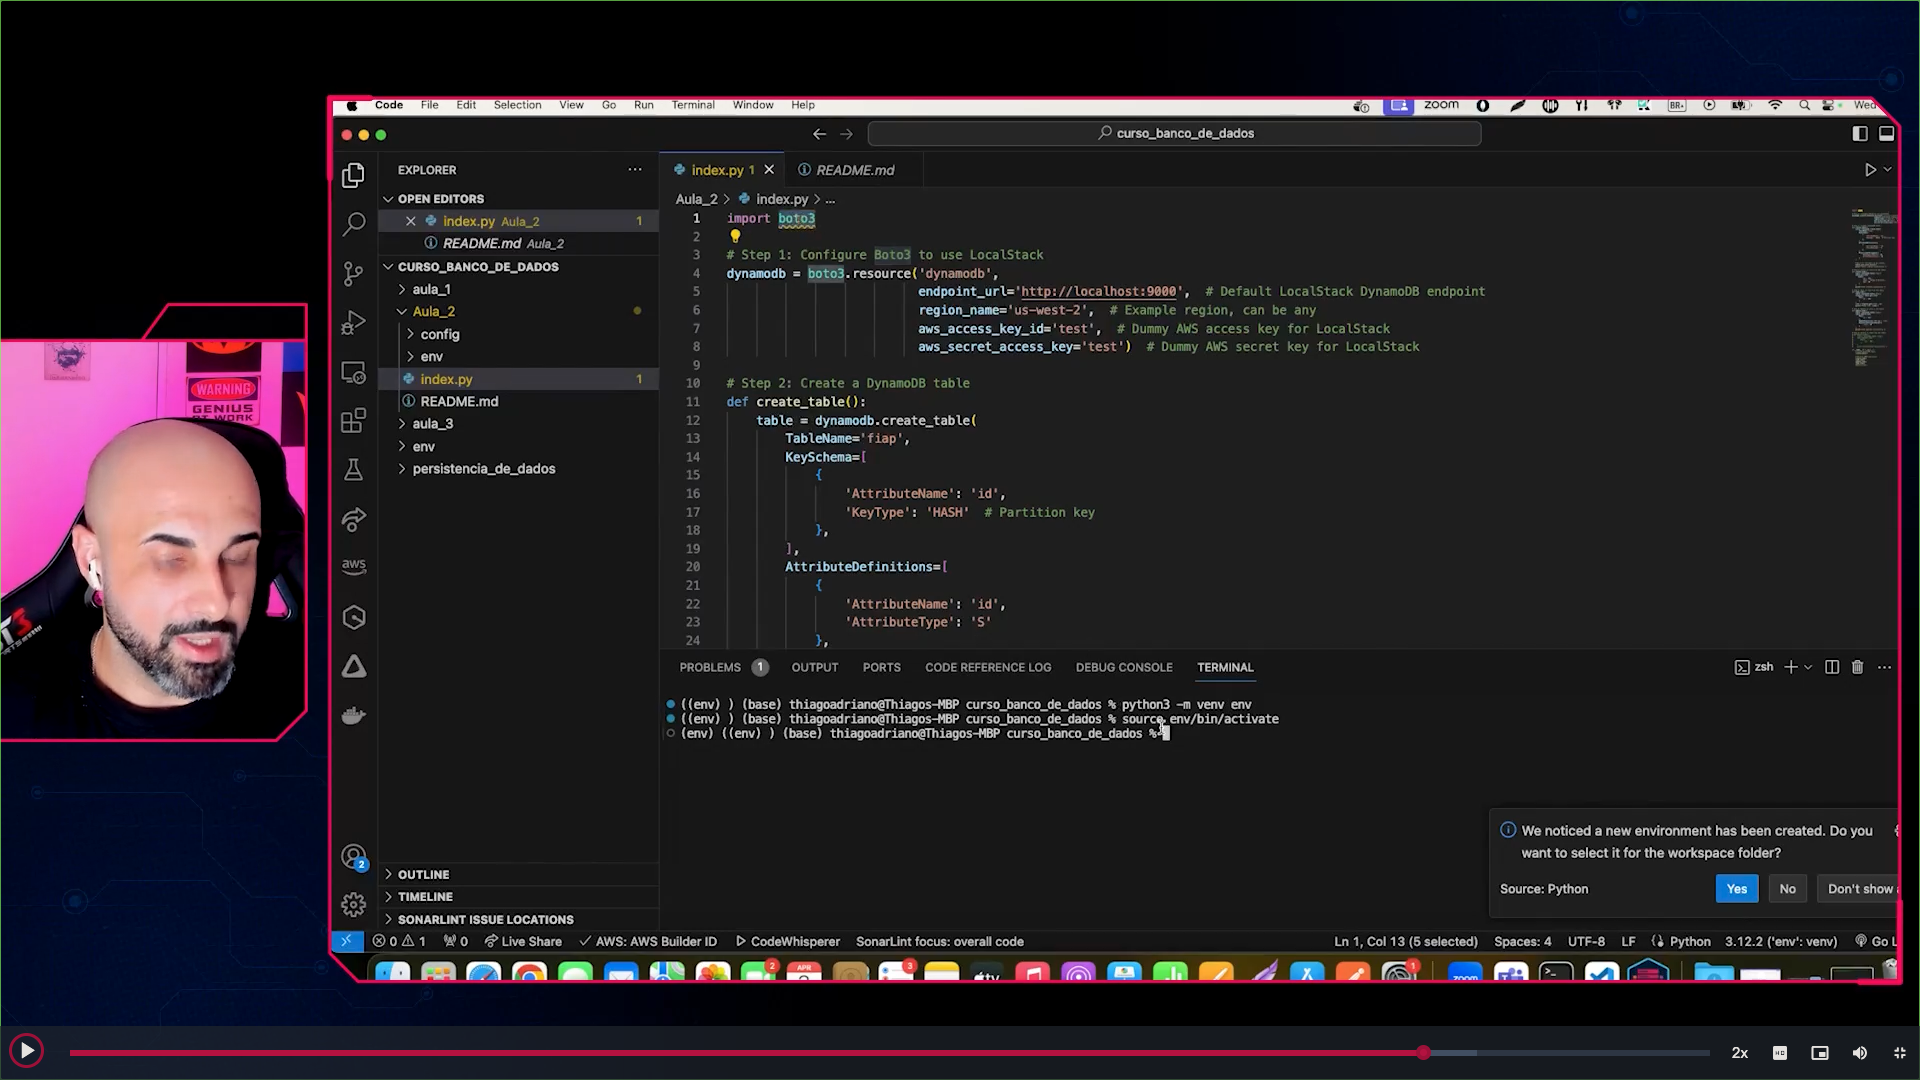 Code File Edit Selection View Go Run Terminal Window Help zoom BR Wed
curso_banco_de_dados
EXPLORER
OPEN EDITORS
index.py Aula_2 1
README.md Aula_2
CURSO_BANCO_DE_DADOS
aula_1
Aula_2
config
env
index.py 1
README.md
aula_3
env
persistencia_de_dados
OUTLINE
TIMELINE
SONARLINT ISSUE LOCATIONS
aws
2
index.py 1 README.md
Aula_2 > index.py > ...
1 import boto3
2
3 # Step 1: Configure Boto3 to use LocalStack
4 dynamodb = boto3.resource('dynamodb',
5 endpoint_url='http://localhost:9000', # Default LocalStack DynamoDB endpoint
6 region_name='us-west-2', # Example region, can be any
7 aws_access_key_id='test', # Dummy AWS access key for LocalStack
8 aws_secret_access_key='test') # Dummy AWS secret key for LocalStack
9
10 # Step 2: Create a DynamoDB table
11 def create_table():
12 table = dynamodb.create_table(
13 TableName='fiap',
14 KeySchema=[
15 {
16 'AttributeName': 'id',
17 'KeyType': 'HASH' # Partition key
18 },
19 ],
20 AttributeDefinitions=[
21 {
22 'AttributeName': 'id',
23 'AttributeType': 'S'
24 },
PROBLEMS 1 OUTPUT PORTS CODE REFERENCE LOG DEBUG CONSOLE TERMINAL zsh
((env) ) (base) thiagoadriano@Thiagos-MBP curso_banco_de_dados % python3 -m venv env
((env) ) (base) thiagoadriano@Thiagos-MBP curso_banco_de_dados % source env/bin/activate
(env) ((env) ) (base) thiagoadriano@Thiagos-MBP curso_banco_de_dados %
We noticed a new environment has been created. Do you
want to select it for the workspace folder?
Source: Python Yes No Don't show
0 1 0 Live Share AWS: AWS Builder ID CodeWhisperer SonarLint focus: overall code Ln 1, Col 13 (5 selected) Spaces: 4 UTF-8 LF Python 3.12.2 ('env': venv) Go L
2 APR 3 tv 1 zoom
WARNING
GENIUS
AT WORK
2x